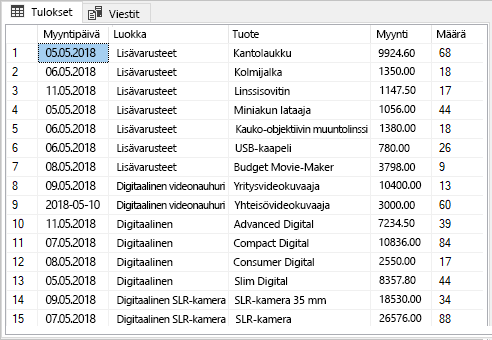 Tulokset Viestit
Myyntipäivä Luokka Tuote Myynti Määrä
1 05.05.2018 Lisävarusteet Kantolaukku 9924.60 68
2 06.05.2018 Lisävarusteet Kolmijalka 1350.00 18
3 11.05.2018 Lisävarusteet Linssisovitin 1147.50 17
4 05.05.2018 Lisävarusteet Miniakun lataaja 1056.00 44
5 06.05.2018 Lisävarusteet Kauko-objektiivin muuntolinssi 1380.00 18
6 06.05.2018 Lisävarusteet USB-kaapeli 780.00 26
7 08.05.2018 Lisävarusteet Budget Movie-Maker 3798.00 9
8 09.05.2018 Digitaalinen videonauhuri Yritysvideokuvaaja 10400.00 13
9 2018-05-10 Digitaalinen videonauhuri Yhteisövideokuvaaja 3000.00 60
10 11.05.2018 Digitaalinen Advanced Digital 7234.50 39
11 07.05.2018 Digitaalinen Compact Digital 10836.00 84
12 08.05.2018 Digitaalinen Consumer Digital 2550.00 17
13 05.05.2018 Digitaalinen Slim Digital 8357.80 44
14 09.05.2018 Digitaalinen SLR-kamera SLR-kamera 35 mm 18530.00 34
15 07.05.2018 Digitaalinen SLR-kamera SLR-kamera 26576.00 88